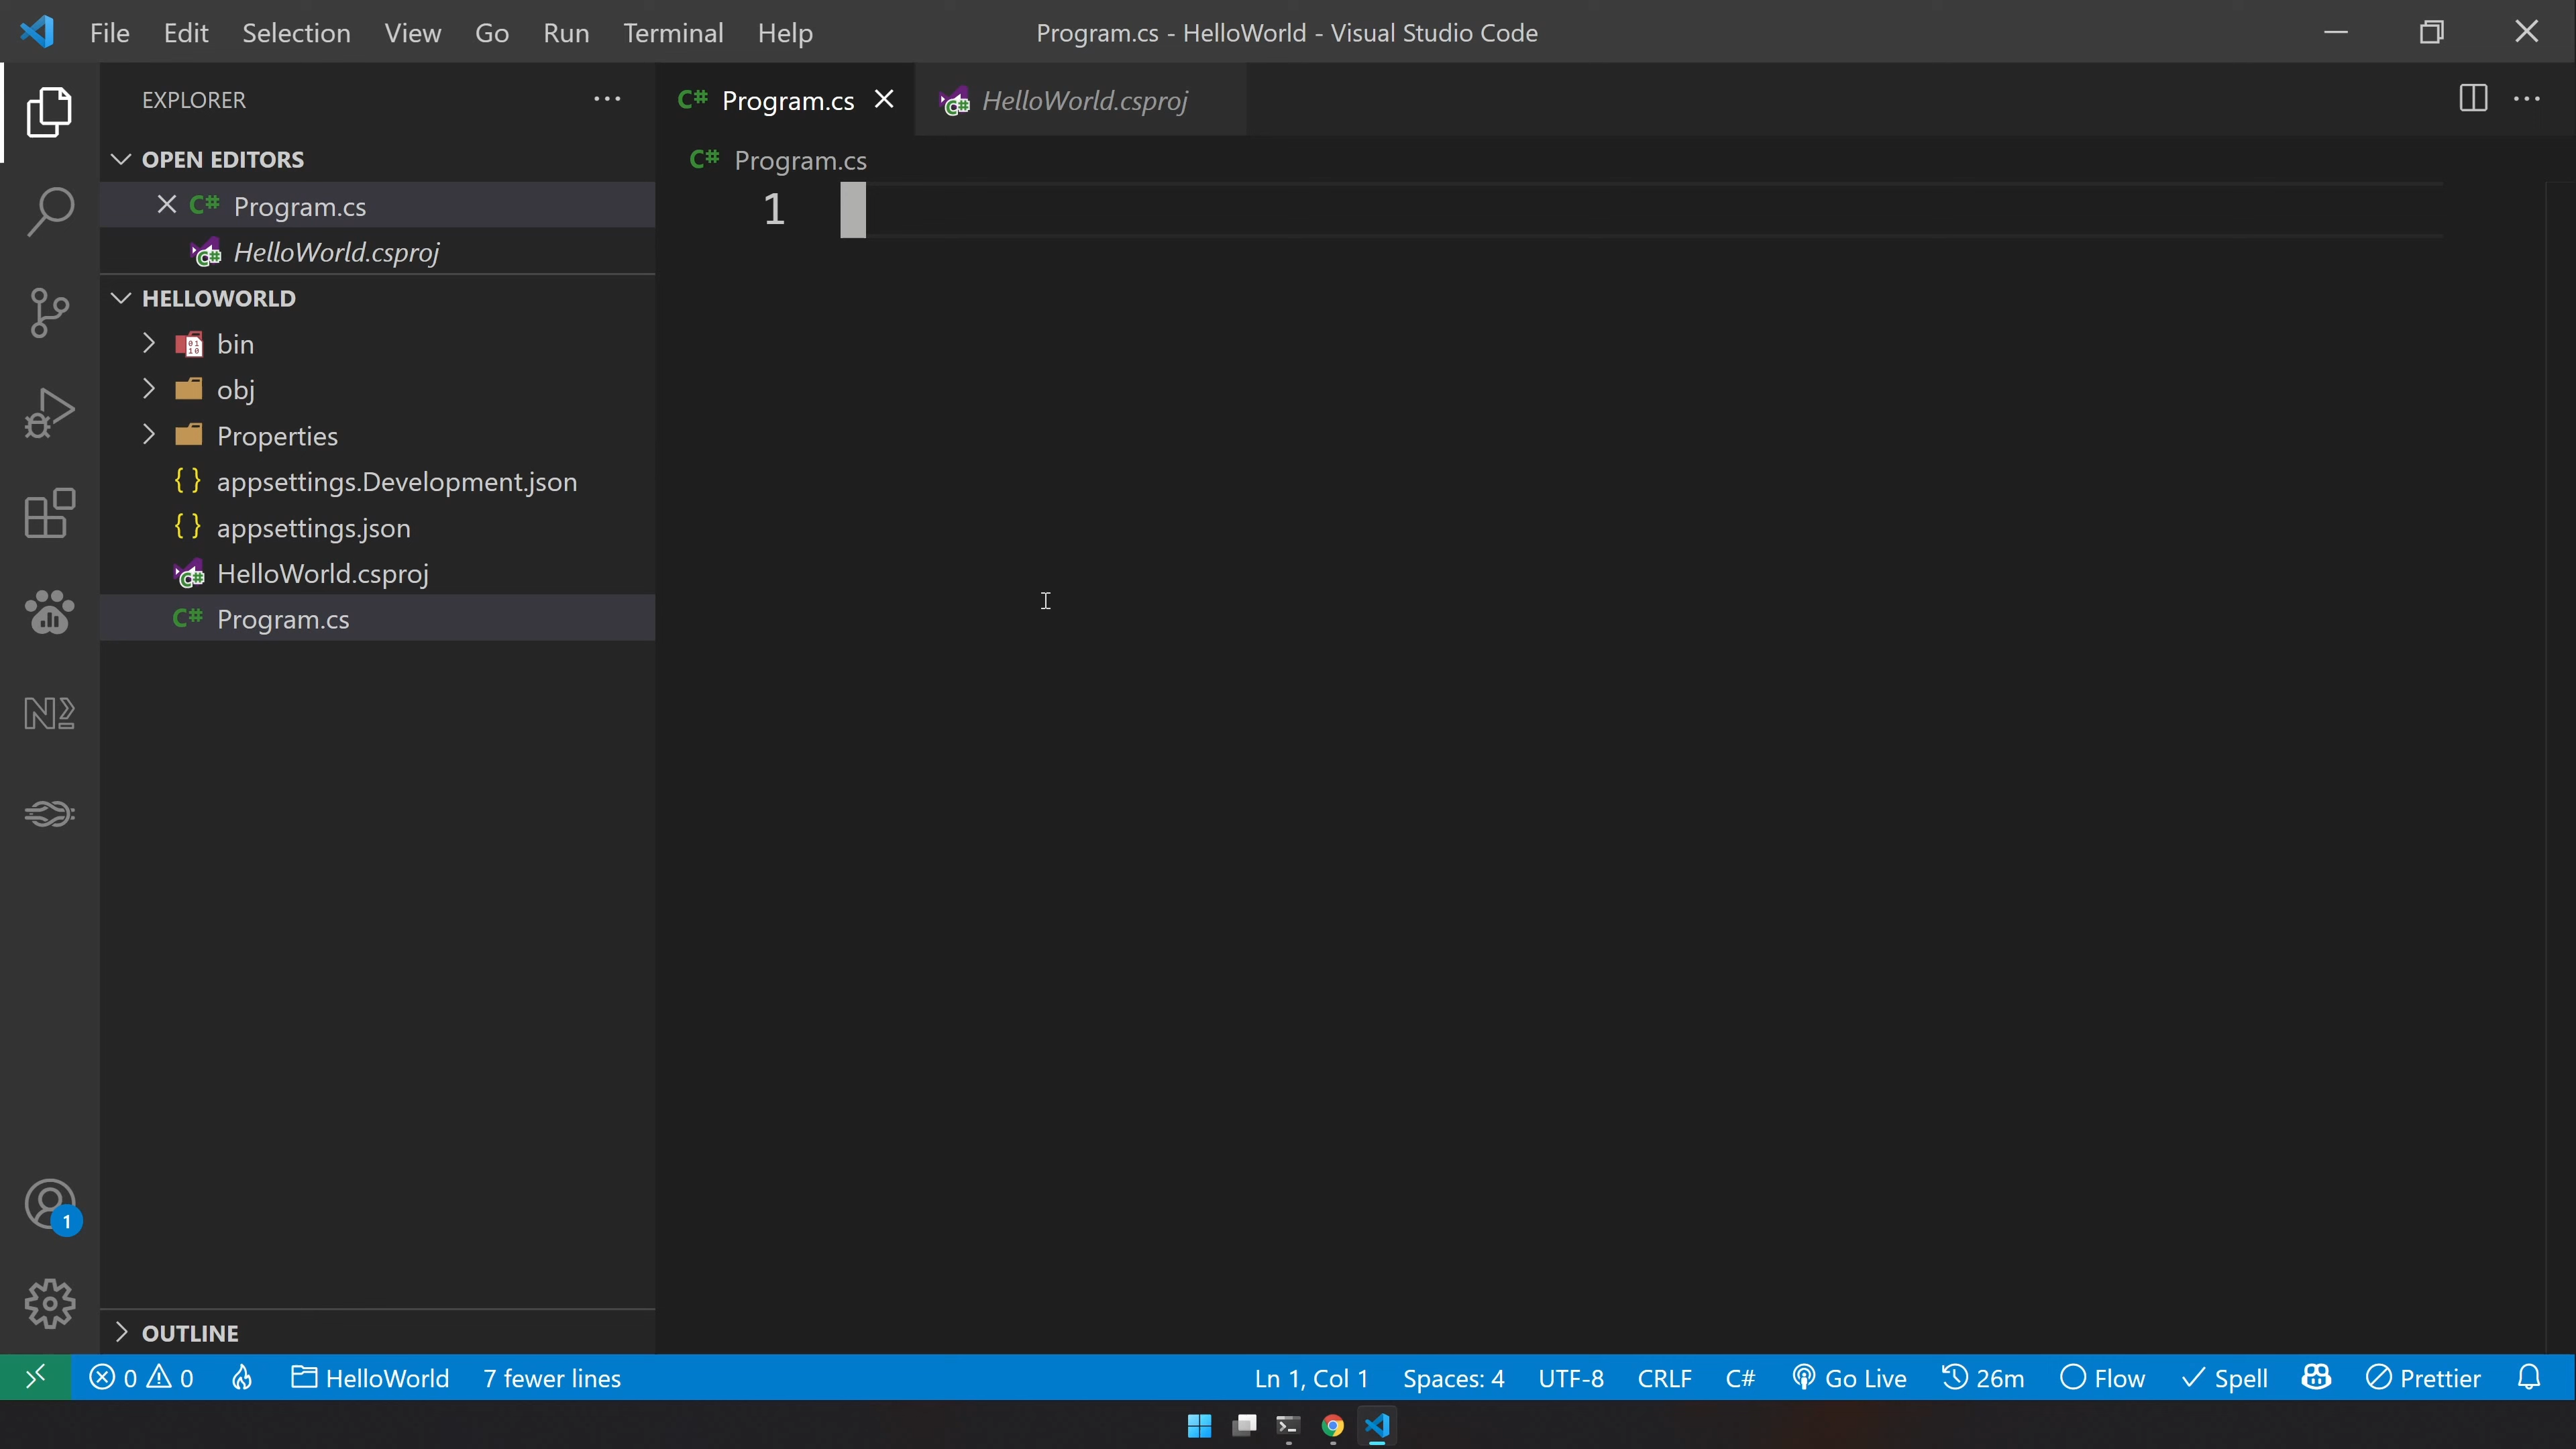 File Edit Selection View Go Run Terminal Help Program.cs - HelloWorld - Visual Studio Code
EXPLORER
C# Program.cs HelloWorld.csproj
OPEN EDITORS
C# Program.cs
C# Program.cs
1
HelloWorld.csproj
HELLOWORLD
bin
obj
Properties
{ } appsettings.Development.json
{ } appsettings.json
HelloWorld.csproj
C# Program.cs
1
OUTLINE
0 0 HelloWorld 7 fewer lines Ln 1, Col 1 Spaces: 4 UTF-8 CRLF C# Go Live 26m Flow Spell Prettier